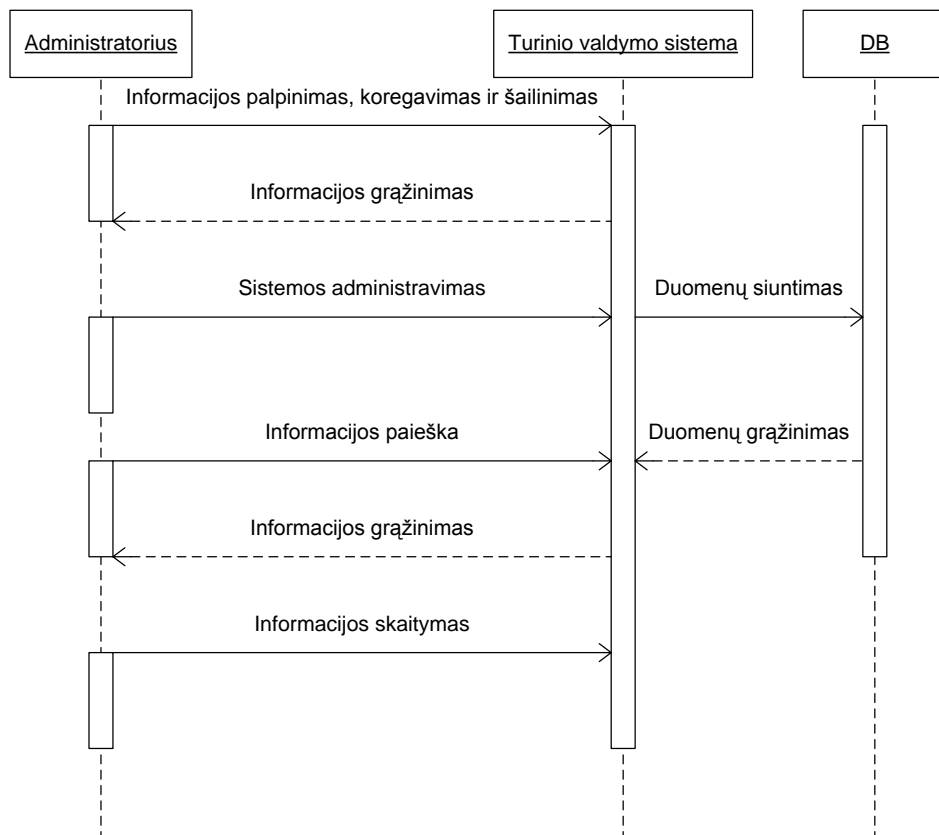 Administratorius
Turinio valdymo sistema
DB
Informacijos palpinimas, koregavimas ir šailinimas
Informacijos grąžinimas
Sistemos administravimas
Duomenų siuntimas
Informacijos paieška
Duomenų grąžinimas
Informacijos grąžinimas
Informacijos skaitymas